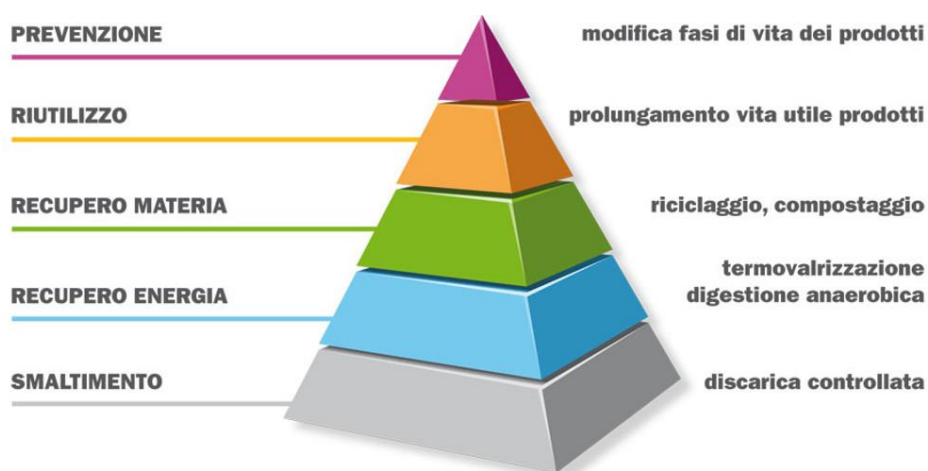 PREVENZIONE
modifica fasi di vita dei prodotti
RIUTILIZZO
prolungamento vita utile prodotti
RECUPERO MATERIA
riciclaggio, compostaggio
RECUPERO ENERGIA
termovalrizzazione
digestione anaerobica
SMALTIMENTO
discarica controllata